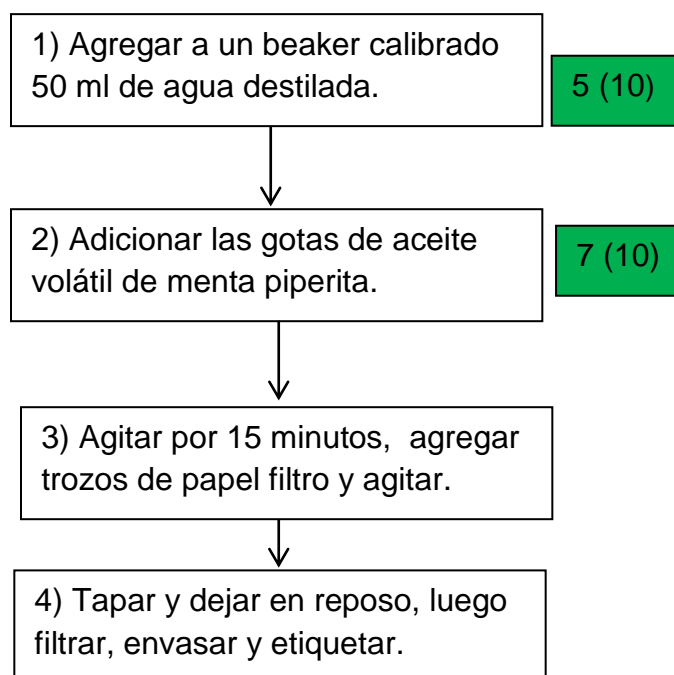 1) Agregar a un beaker calibrado
50 ml de agua destilada.
5 (10)
2) Adicionar las gotas de aceite
volátil de menta piperita.
7 (10)
3) Agitar por 15 minutos,  agregar
trozos de papel filtro y agitar.
4) Tapar y dejar en reposo, luego
filtrar, envasar y etiquetar.